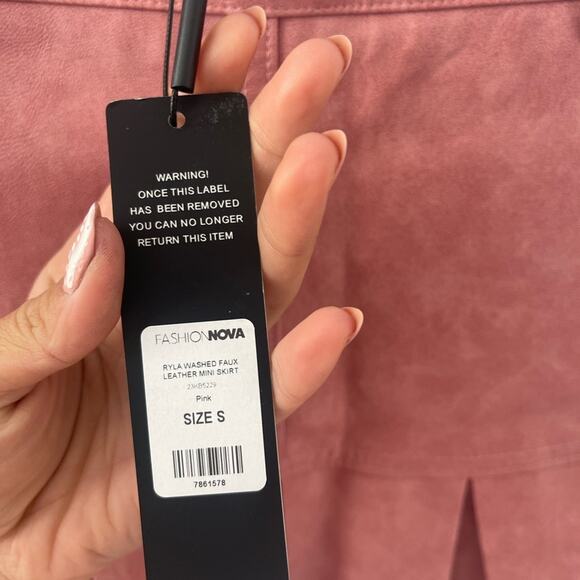 WARNING!
ONCE THIS LABEL
HAS BEEN REMOVED
YOU CAN NO LONGER
RETURN THIS ITEM
FASHIONNOVA
RYLA WASHED FAUX
LEATHER MINI SKIRT
23KB5229
Pink
SIZE S
7861578